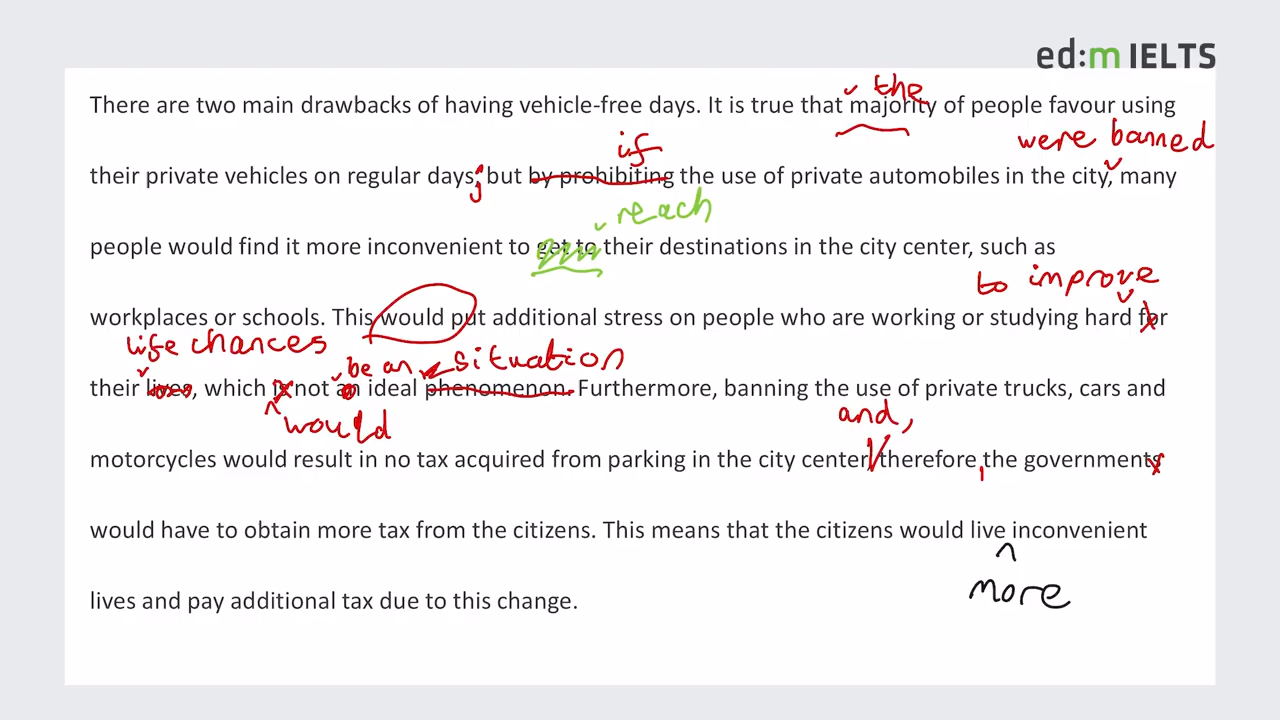 ed:m IELTS
the
There are two main drawbacks of having vehicle-free days. It is true that majority of people favour using
if were banned
their private vehicles on regular days; but by prohibiting the use of private automobiles in the city, many
reach
people would find it more inconvenient to get to their destinations in the city center, such as
to improve
workplaces or schools. This would put additional stress on people who are working or studying hard for
life chances be an situation
their lives, which is not an ideal phenomenon. Furthermore, banning the use of private trucks, cars and
would and,
motorcycles would result in no tax acquired from parking in the city center, therefore, the governments
would have to obtain more tax from the citizens. This means that the citizens would live inconvenient
more
lives and pay additional tax due to this change.